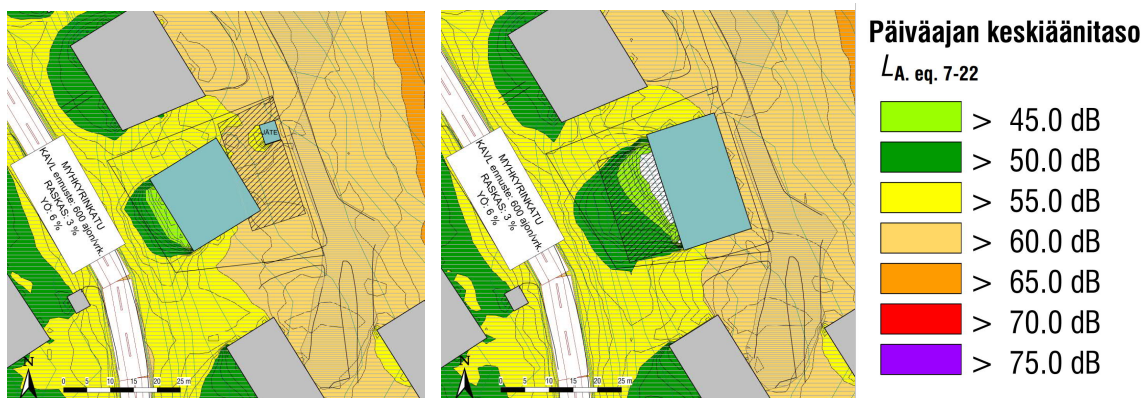 JÄTE
MYHKYRINKATU
KAVL ennuste: 600 ajon/vrk.
RASKAS: 3 %
YÖ: 6 %
N
0 5 10 15 20 25 m
MYHKYRINKATU
KAVL ennuste: 600 ajon/vrk.
RASKAS: 3 %
YÖ: 6 %
N
0 5 10 15 20 25 m
Päiväajan keskiäänitaso
LA. eq. 7-22
> 45.0 dB
> 50.0 dB
> 55.0 dB
> 60.0 dB
> 65.0 dB
> 70.0 dB
> 75.0 dB